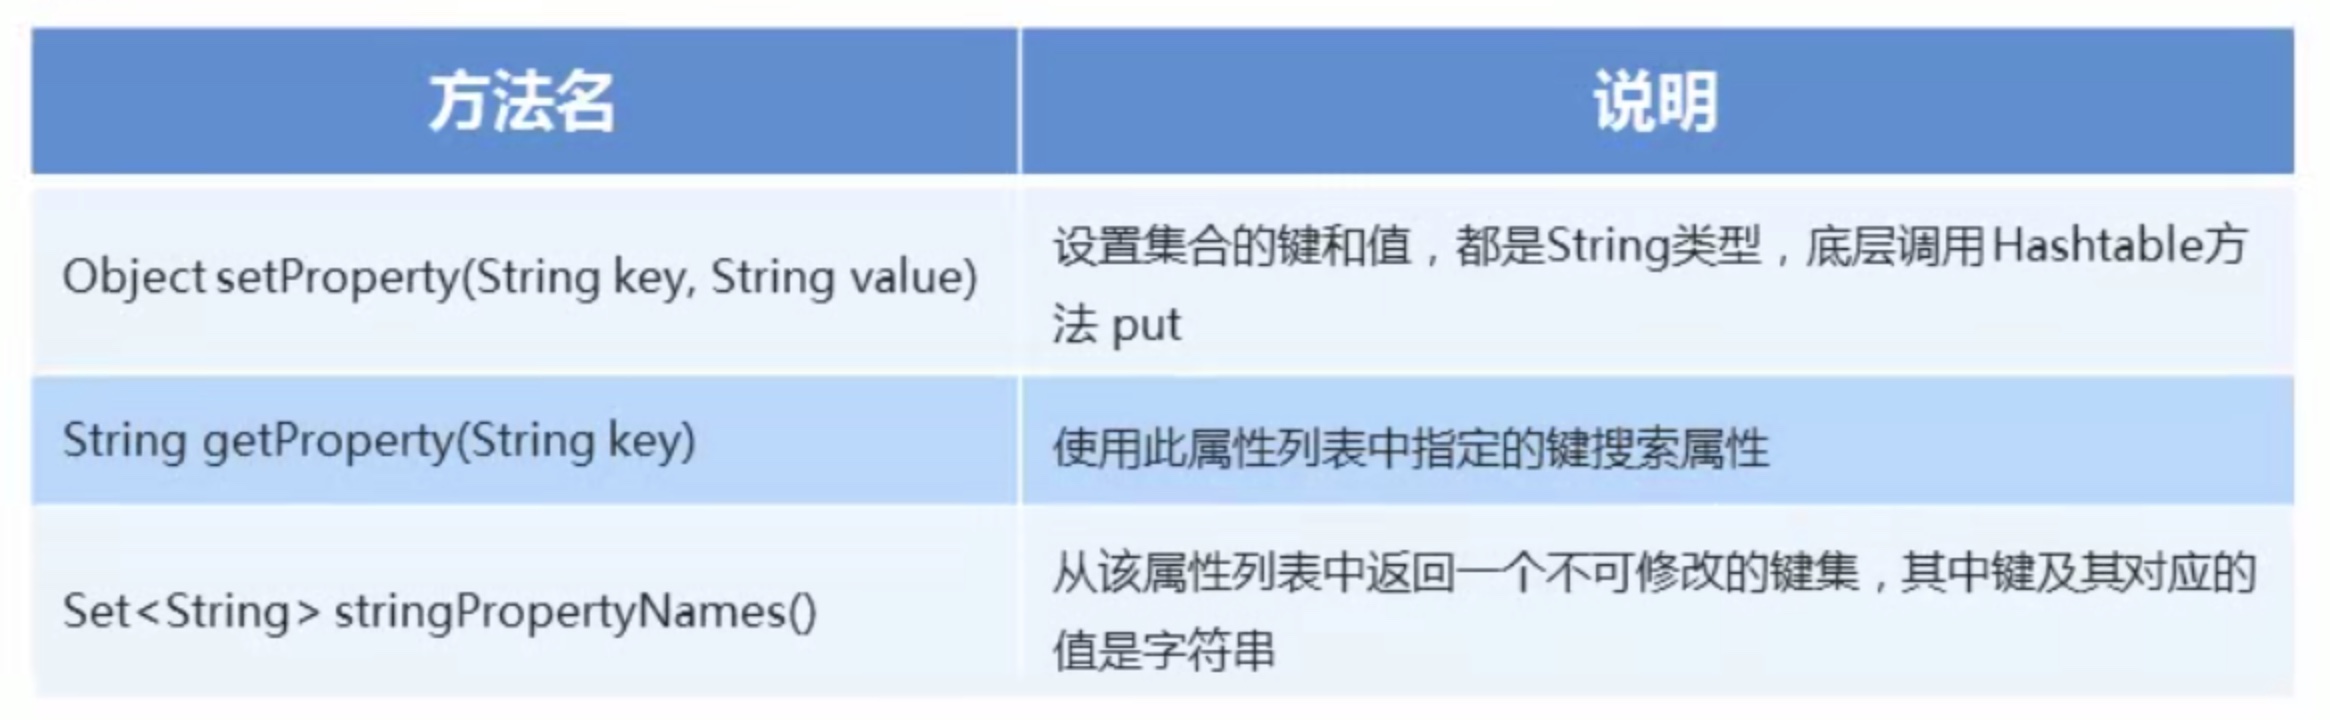 方法名
说明
Object setProperty(String key, String value)
设置集合的键和值，都是String类型，底层调用Hashtable方
法 put
String getProperty(String key)
使用此属性列表中指定的键搜索属性
Set<String> stringPropertyNames()
从该属性列表中返回一个不可修改的键集，其中键及其对应的
值是字符串